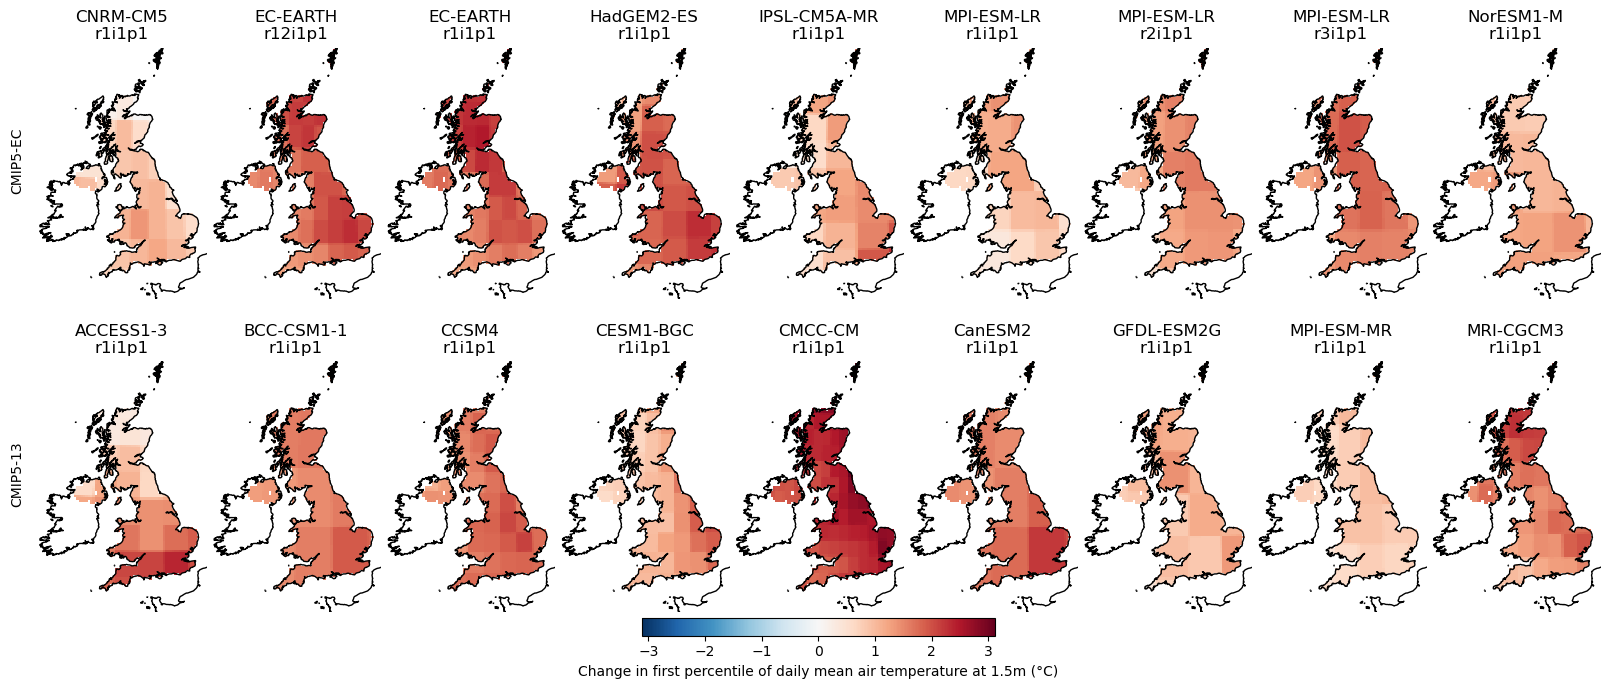 CNRM-CM5
r1i1p1
EC-EARTH
r12i1p1
EC-EARTH
r1i1p1
HadGEM2-ES
r1i1p1
IPSL-CM5A-MR
r1i1p1
MPI-ESM-LR
r1i1p1
MPI-ESM-LR
r2i1p1
MPI-ESM-LR
r3i1p1
NorESM1-M
r1i1p1
CMIP5-EC
ACCESS1-3
r1i1p1
BCC-CSM1-1
r1i1p1
CCSM4
r1i1p1
CESM1-BGC
r1i1p1
CMCC-CM
r1i1p1
CanESM2
r1i1p1
GFDL-ESM2G
r1i1p1
MPI-ESM-MR
r1i1p1
MRI-CGCM3
r1i1p1
CMIP5-13
−3 −2 −1 0 1 2 3
Change in first percentile of daily mean air temperature at 1.5m (°C)